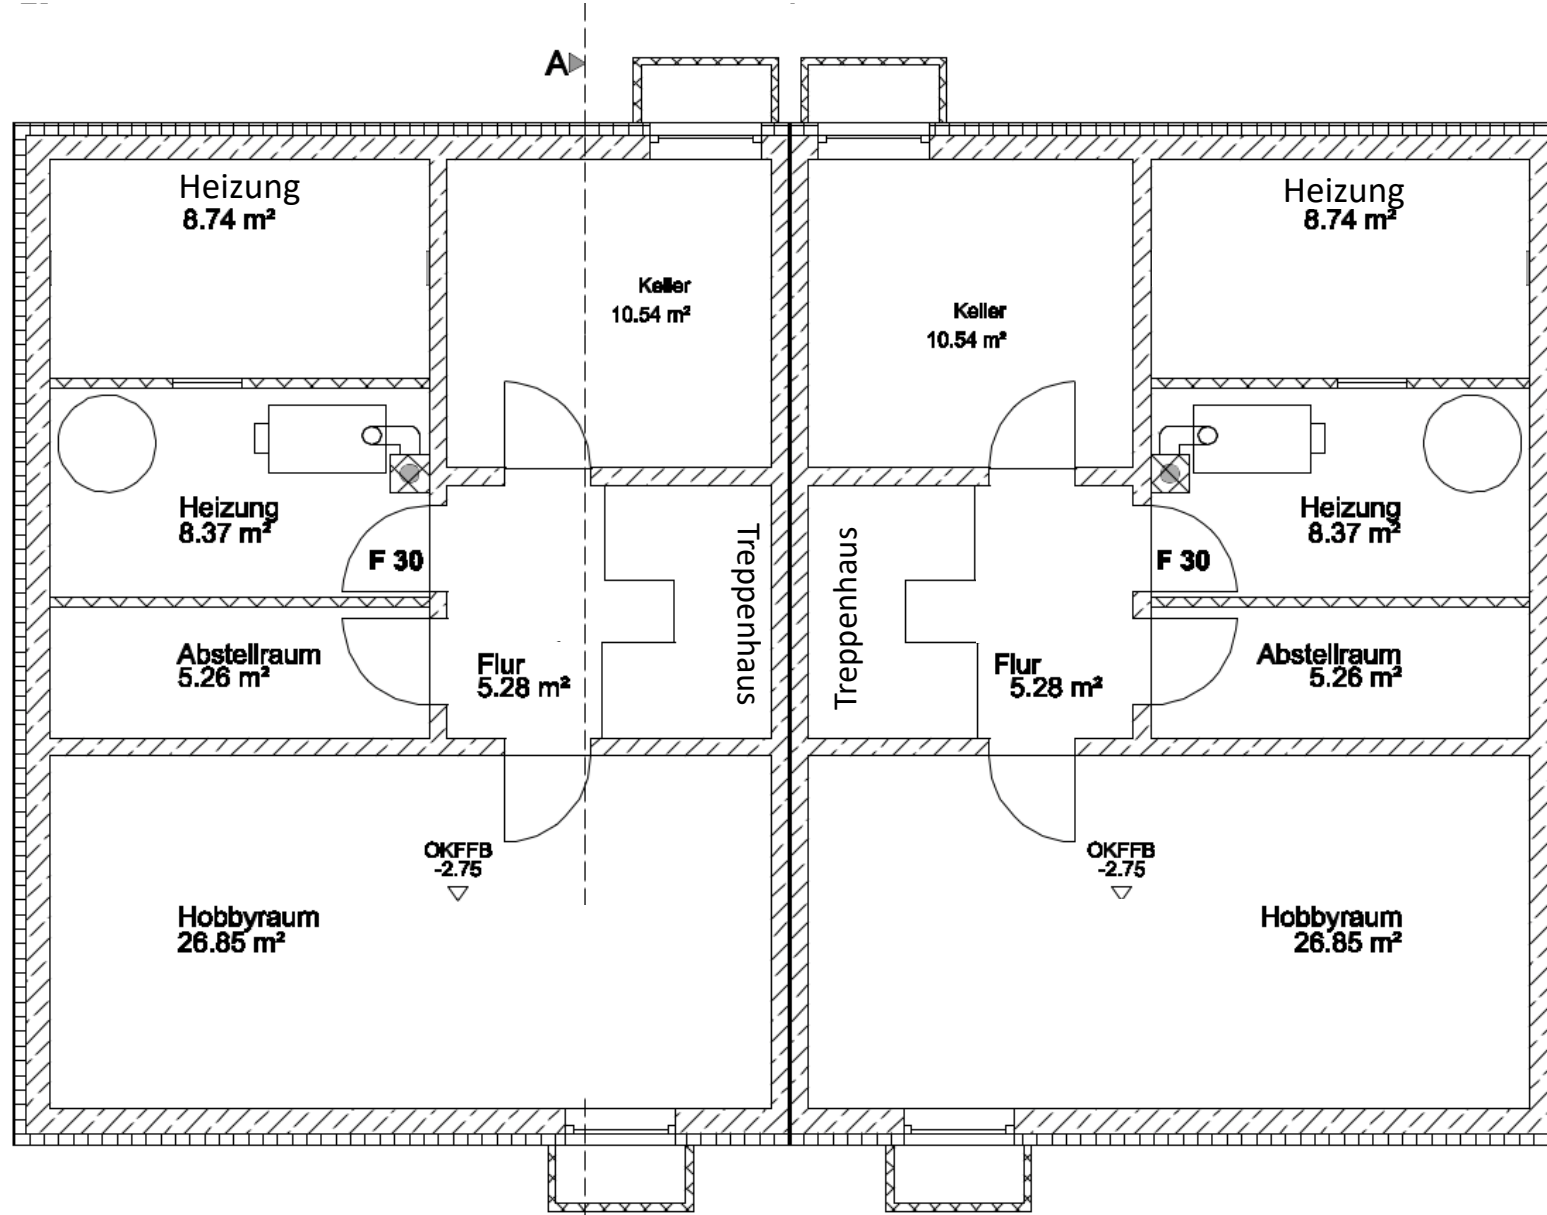 A
Heizung
8.74 m²
Heizung
8.74 m²
Keller
10.54 m²
Keller
10.54 m²
Heizung
8.37 m²
F 30
Treppenhaus
Treppenhaus
F 30
Heizung
8.37 m²
Abstellraum
5.26 m²
Flur
5.28 m²
Flur
5.28 m²
Abstellraum
5.26 m²
OKFFB
-2.75
OKFFB
-2.75
Hobbyraum
26.85 m²
Hobbyraum
26.85 m²